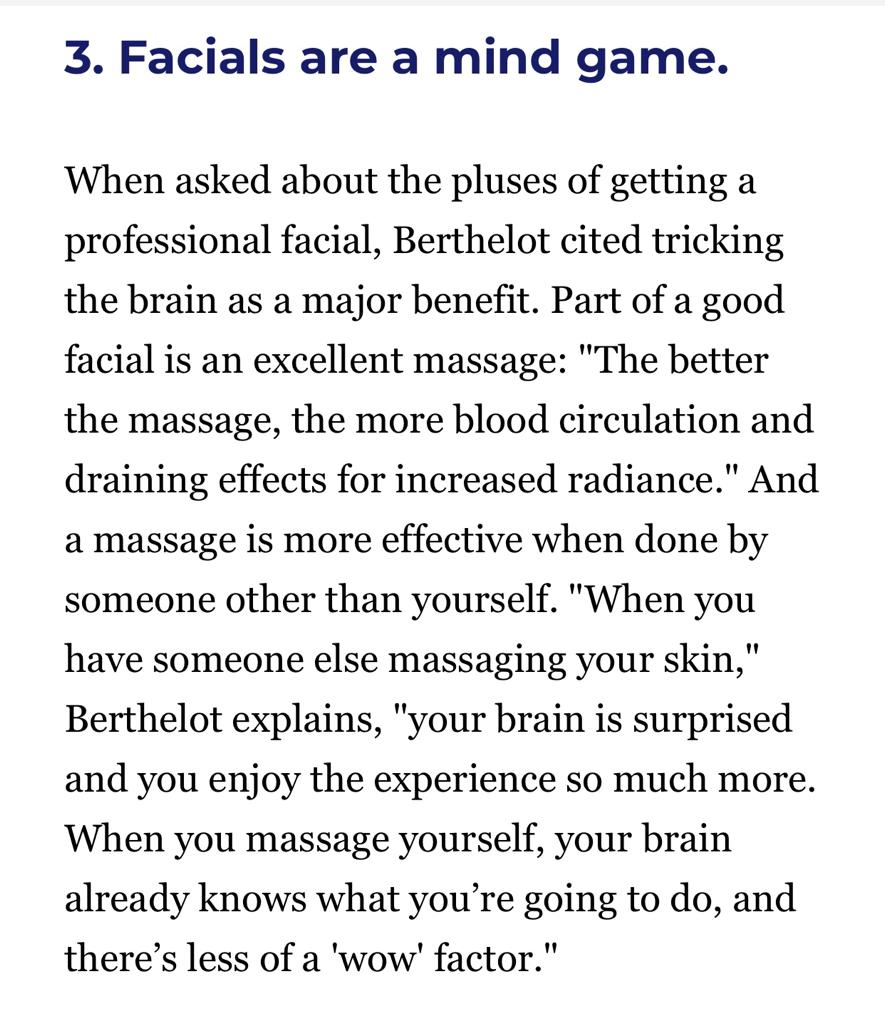 3. Facials are a mind game.
When asked about the pluses of getting a
professional facial, Berthelot cited tricking
the brain as a major benefit. Part of a good
facial is an excellent massage: "The better
the massage, the more blood circulation and
draining effects for increased radiance." And
a massage is more effective when done by
someone other than yourself. "When you
have someone else massaging your skin,"
Berthelot explains, "your brain is surprised
and you enjoy the experience so much more.
When you massage yourself, your brain
already knows what you’re going to do, and
there’s less of a 'wow' factor."